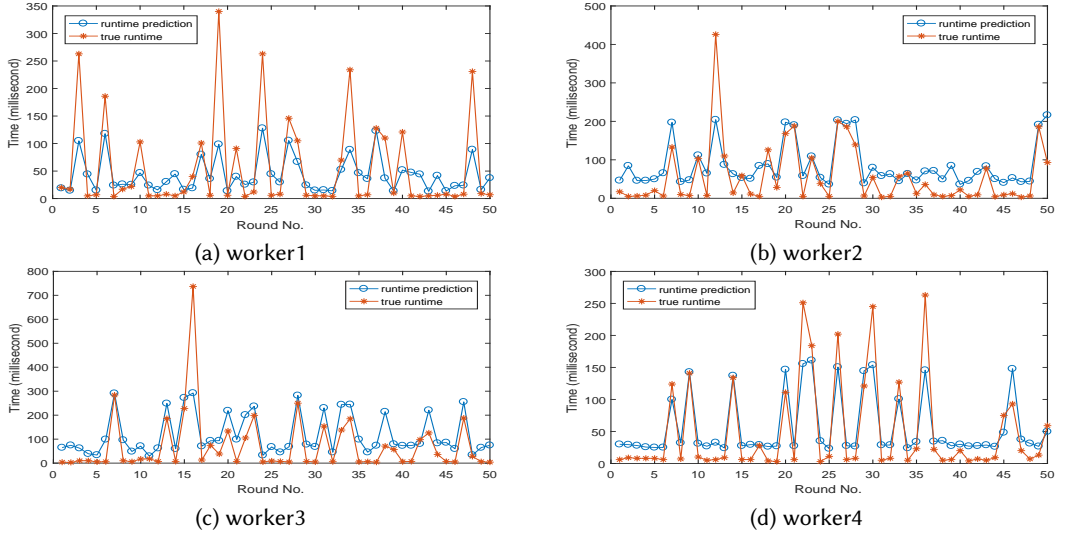 350
300
250
200
150
100
50
0
Time (millisecond)
runtime prediction
true runtime
0 5 10 15 20 25 30 35 40 45 50
Round No.
(a) worker1
500
400
300
200
100
0
Time (millisecond)
runtime prediction
true runtime
0 5 10 15 20 25 30 35 40 45 50
Round No.
(b) worker2
800
700
600
500
400
300
200
100
0
Time (millisecond)
runtime prediction
true runtime
0 5 10 15 20 25 30 35 40 45 50
Round No.
(c) worker3
300
250
200
150
100
50
0
Time (millisecond)
runtime prediction
true runtime
0 5 10 15 20 25 30 35 40 45 50
Round No.
(d) worker4